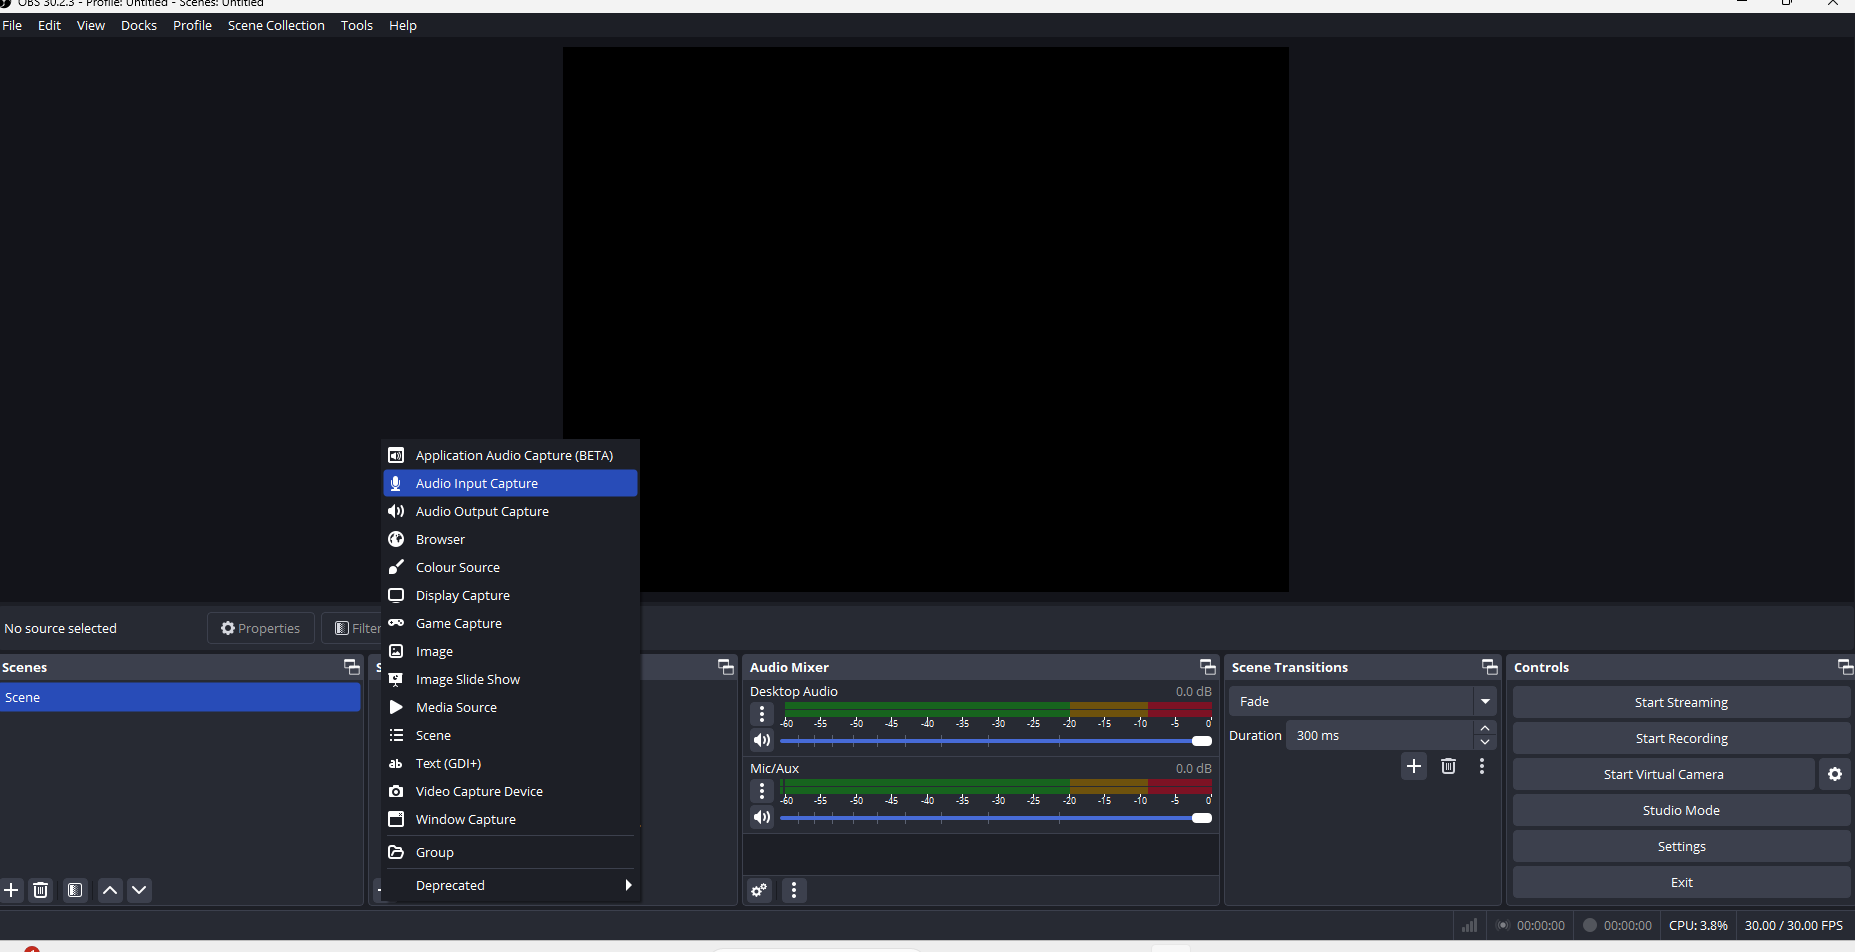 OBS 30.2.3 - Profile: Untitled - Scenes: Untitled
File Edit View Docks Profile Scene Collection Tools Help
Application Audio Capture (BETA)
Audio Input Capture
Audio Output Capture
Browser
Colour Source
Display Capture
Game Capture
Image
Image Slide Show
Media Source
Scene
Text (GDI+)
Video Capture Device
Window Capture
Group
Deprecated
No source selected
Properties
Filter
Scenes
Scene
S
Audio Mixer
Desktop Audio 0.0 dB
-60 -55 -50 -45 -40 -35 -30 -25 -20 -15 -10 -5 0
Mic/Aux 0.0 dB
-60 -55 -50 -45 -40 -35 -30 -25 -20 -15 -10 -5 0
Scene Transitions
Fade
Duration 300 ms
Controls
Start Streaming
Start Recording
Start Virtual Camera
Studio Mode
Settings
Exit
00:00:00 00:00:00 CPU: 3.8% 30.00 / 30.00 FPS